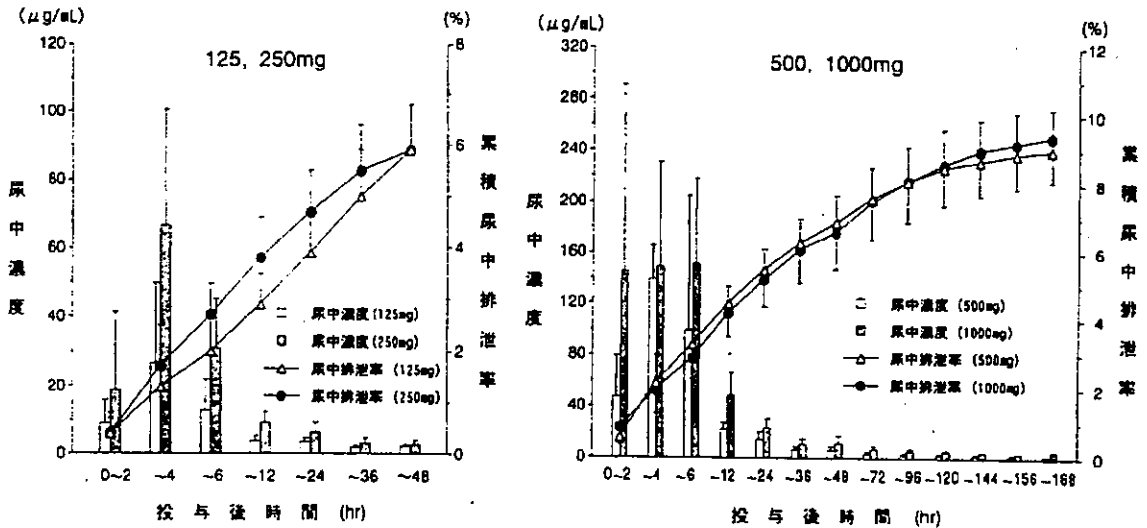 (μg/mL)
(%)
125, 250mg
120
100
80
60
40
20
0
8
6
4
2
0
尿中濃度
累積尿中排泄率
尿中濃度 (125mg)
尿中濃度 (250mg)
尿中排泄率 (125mg)
尿中排泄率 (250mg)
0~2 ~4 ~6 ~12 ~24 ~36 ~48
投与後時間 (hr)
(μg/mL)
(%)
500, 1000mg
320
280
240
200
160
120
80
40
0
12
10
8
6
4
2
0
尿中濃度
累積尿中排泄率
尿中濃度 (500mg)
尿中濃度 (1000mg)
尿中排泄率 (500mg)
尿中排泄率 (1000mg)
0~2 ~4 ~6 ~12 ~24 ~36 ~48 ~72 ~96 ~120 ~144 ~156 ~168
投与後時間 (hr)